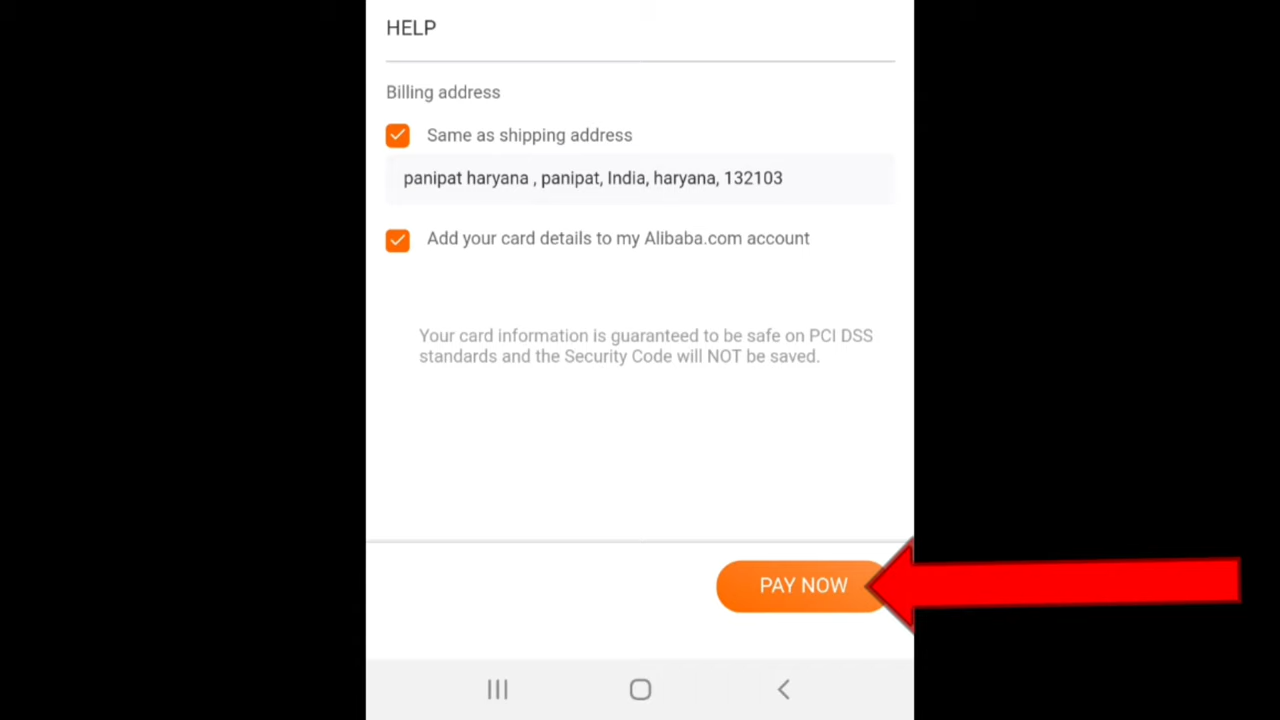 HELP
Billing address
Same as shipping address
panipat haryana , panipat, India, haryana, 132103
Add your card details to my Alibaba.com account
Your card information is guaranteed to be safe on PCI DSS
standards and the Security Code will NOT be saved.
PAY NOW